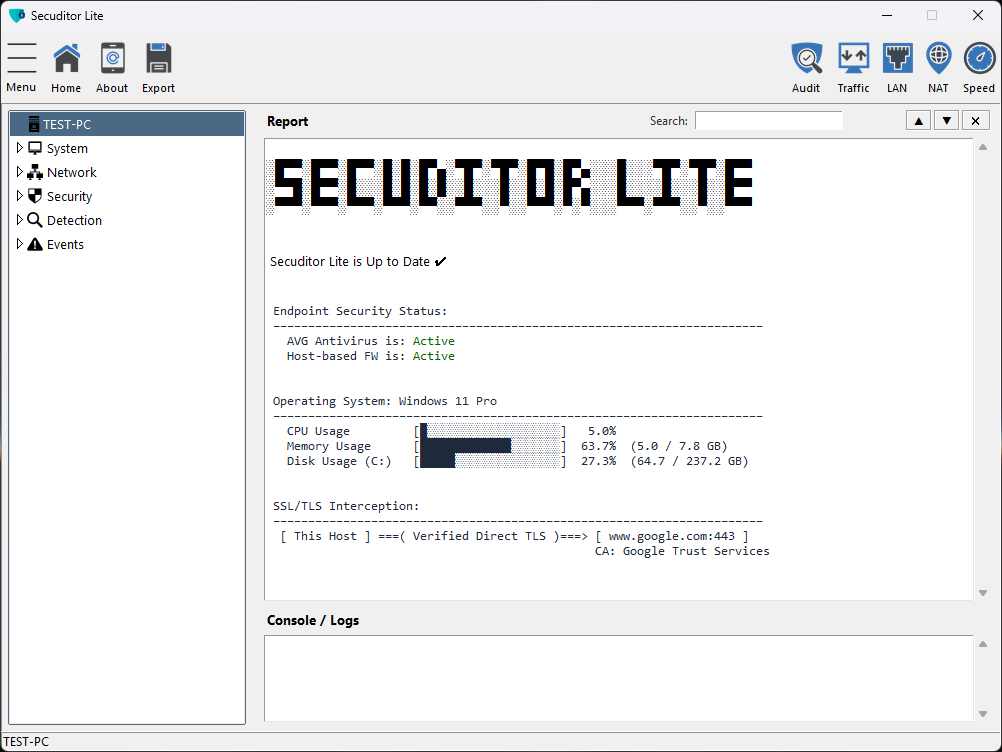 Secuditor Lite
Menu
Home
About
Export
Audit
Traffic
LAN
NAT
Speed
TEST-PC
System
Network
Security
Detection
Events
Report
Search:
SECUDITOR LITE
Secuditor Lite is Up to Date ✔
Endpoint Security Status:
----------------------------------------------------------------------
AVG Antivirus is: Active
Host-based FW is: Active
Operating System: Windows 11 Pro
----------------------------------------------------------------------
CPU Usage [█░░░░░░░░░░░░░░░░░░░] 5.0%
Memory Usage [█████████████░░░░░░░] 63.7% (5.0 / 7.8 GB)
Disk Usage (C:) [█████░░░░░░░░░░░░░░░] 27.3% (64.7 / 237.2 GB)
SSL/TLS Interception:
----------------------------------------------------------------------
[ This Host ] ===( Verified Direct TLS )===> [ www.google.com:443 ]
CA: Google Trust Services
Console / Logs
TEST-PC